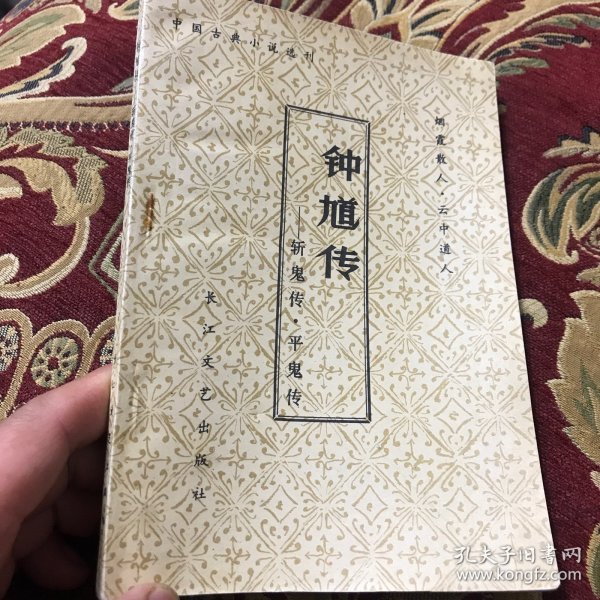 中国古典小说选刊
烟霞散人·云中道人
钟馗传
——斩鬼传·平鬼传
长江文艺出版社
孔夫子旧书网
www.kongfz.com